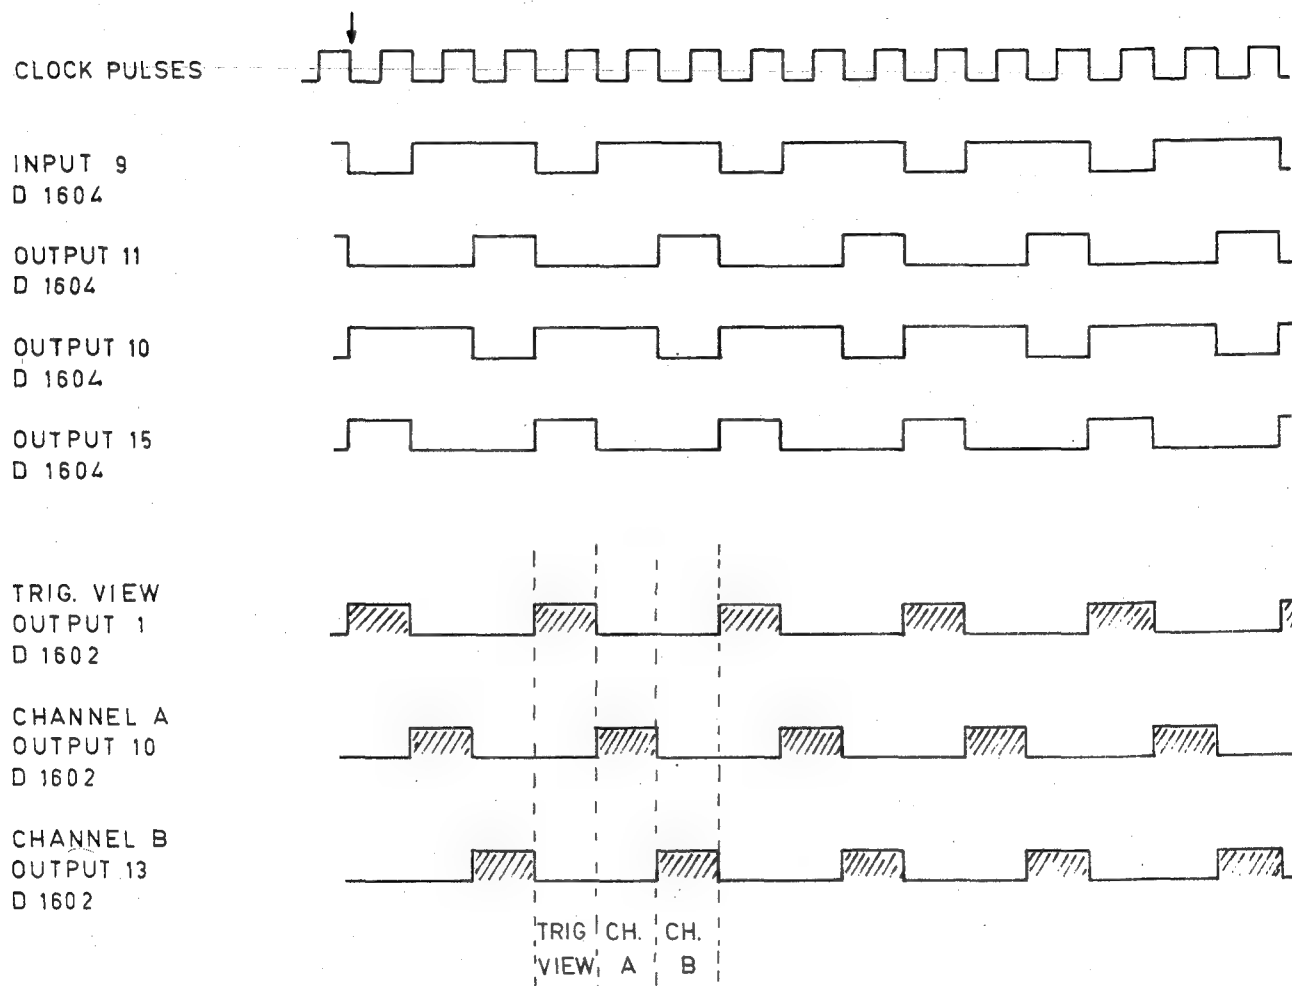 CLOCK PULSES
INPUT 9
D 1604
OUTPUT 11
D 1604
OUTPUT 10
D 1604
OUTPUT 15
D 1604
TRIG. VIEW
OUTPUT 1
D 1602
CHANNEL A
OUTPUT 10
D 1602
CHANNEL B
OUTPUT 13
D 1602
TRIG CH. CH.
VIEW A B